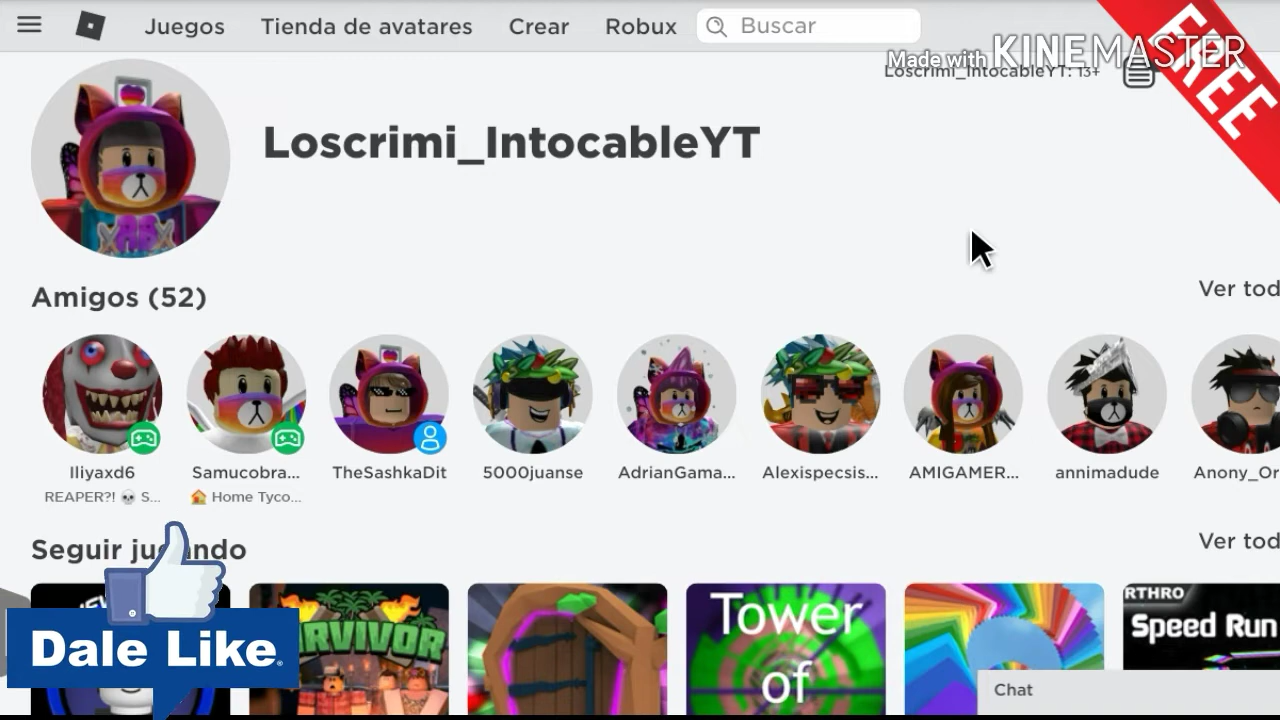 Juegos Tienda de avatares Crear Robux Buscar
Made with KINEMASTER
FREE
Loscrimi_IntocableYT: 13+
Loscrimi_IntocableYT
Amigos (52)
Ver tod
Iliyaxd6 Samucobra... TheSashkaDit 5000juanse AdrianGama... Alexispecsis... AMIGAMER... annimadude Anony_Or
REAPER?! 💀 S... 🏠 Home Tyco...
Seguir jugando
Ver tod
RTHRO
Speed Run
RVIVOR
Tower
of
Dale Like
Chat